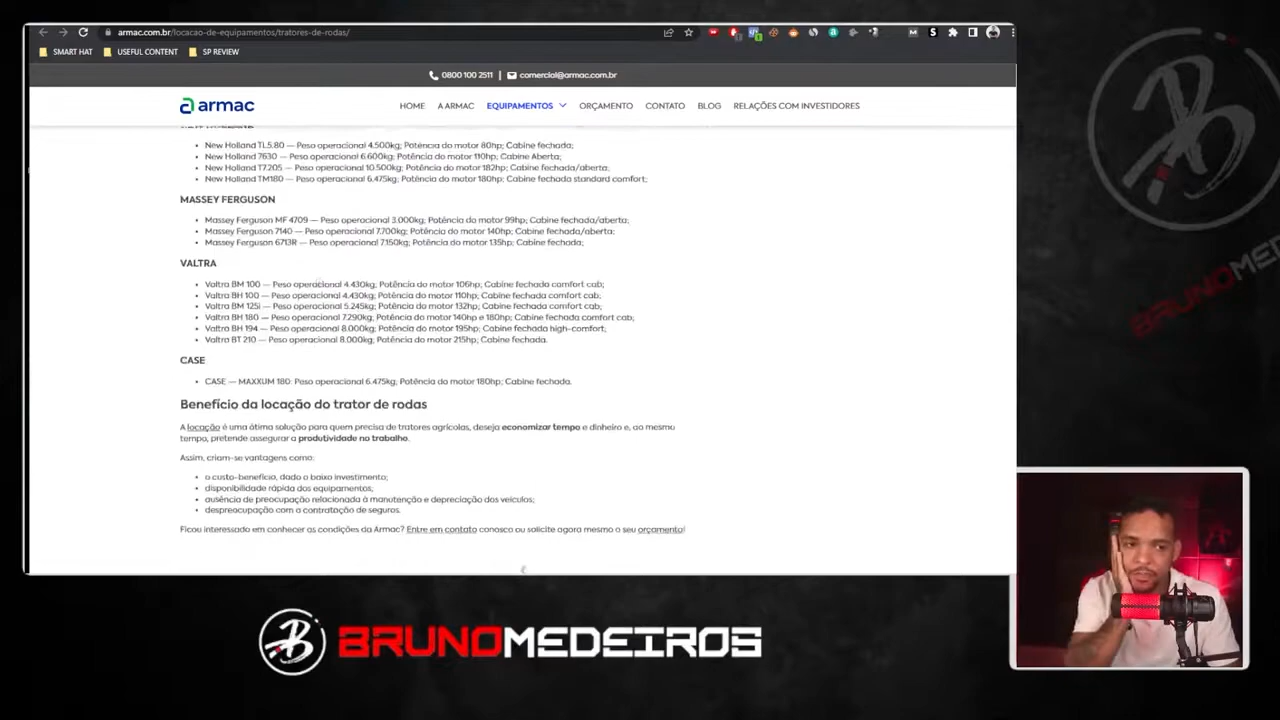 armac.com.br/locacao-de-equipamentos/tratores-de-rodas/
SMART HAT USEFUL CONTENT SP REVIEW
0800 100 2511 | comercial@armac.com.br
armac HOME A ARMAC EQUIPAMENTOS ORÇAMENTO CONTATO BLOG RELAÇÕES COM INVESTIDORES
• New Holland TL5.80 — Peso operacional 4.500kg; Potência do motor 80hp; Cabine fechada;
• New Holland 7630 — Peso operacional 6.600kg; Potência do motor 110hp; Cabine Aberta;
• New Holland T7.205 — Peso operacional 10.500kg; Potência do motor 182hp; Cabine fechada/aberta;
• New Holland TM180 — Peso operacional 6.475kg; Potência do motor 180hp; Cabine fechada standard comfort;
MASSEY FERGUSON
• Massey Ferguson MF 4709 — Peso operacional 3.000kg; Potência do motor 99hp; Cabine fechada/aberta;
• Massey Ferguson 7140 — Peso operacional 7.700kg; Potência do motor 140hp; Cabine fechada/aberta;
• Massey Ferguson 6713R — Peso operacional 7.150kg; Potência do motor 135hp; Cabine fechada;
VALTRA
• Valtra BM 100 — Peso operacional 4.430kg; Potência do motor 106hp; Cabine fechada comfort cab;
• Valtra BH 100 — Peso operacional 4.430kg; Potência do motor 110hp; Cabine fechada comfort cab;
• Valtra BM 125i — Peso operacional 5.245kg; Potência do motor 132hp; Cabine fechada comfort cab;
• Valtra BH 180 — Peso operacional 7.290kg; Potência do motor 140hp e 180hp; Cabine fechada comfort cab;
• Valtra BH 194 — Peso operacional 8.000kg; Potência do motor 195hp; Cabine fechada high-comfort;
• Valtra BT 210 — Peso operacional 8.000kg; Potência do motor 215hp; Cabine fechada.
CASE
• CASE — MAXXUM 180. Peso operacional 6.475kg; Potência do motor 180hp; Cabine fechada.
Benefício da locação do trator de rodas
A locação é uma ótima solução para quem precisa de tratores agrícolas, deseja economizar tempo e dinheiro e, ao mesmo
tempo, pretende assegurar a produtividade no trabalho.
Assim, criam-se vantagens como:
• o custo-benefício, dado o baixo investimento;
• disponibilidade rápida dos equipamentos;
• ausência de preocupação relacionada à manutenção e depreciação dos veículos;
• despreocupação com a contratação de seguros.
Ficou interessado em conhecer as condições da Armac? Entre em contato conosco ou solicite agora mesmo o seu orçamento!
BRUNOMEDEIROS